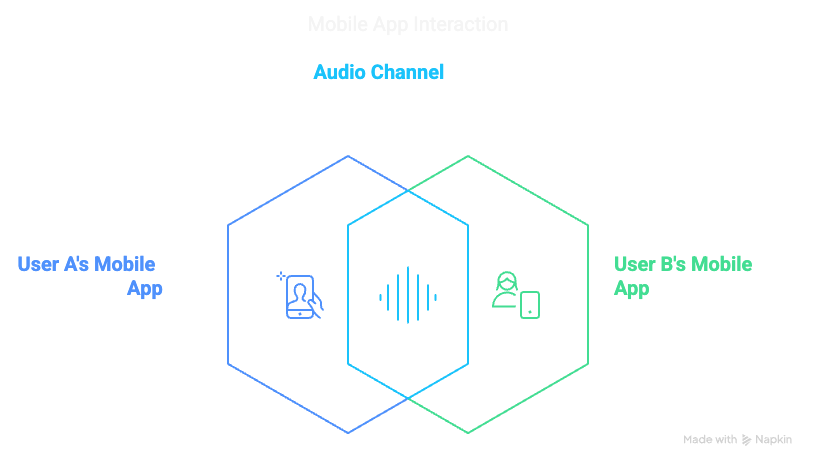 Mobile App Interaction
Audio Channel
User A's Mobile
App
User B's Mobile
App
Made with Napkin